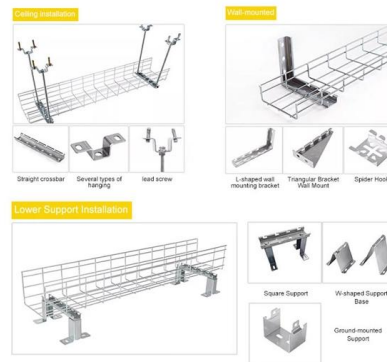 Ceiling installation
Wall-mounted
Straight crossbar
Several types of
hanging
lead screw
L-shaped wall
mounting bracket
Triangular Bracket
Wall Mount
Spider Hook
Lower Support Installation
Square Support
W-shaped Support
Base
Ground-mounted
Support